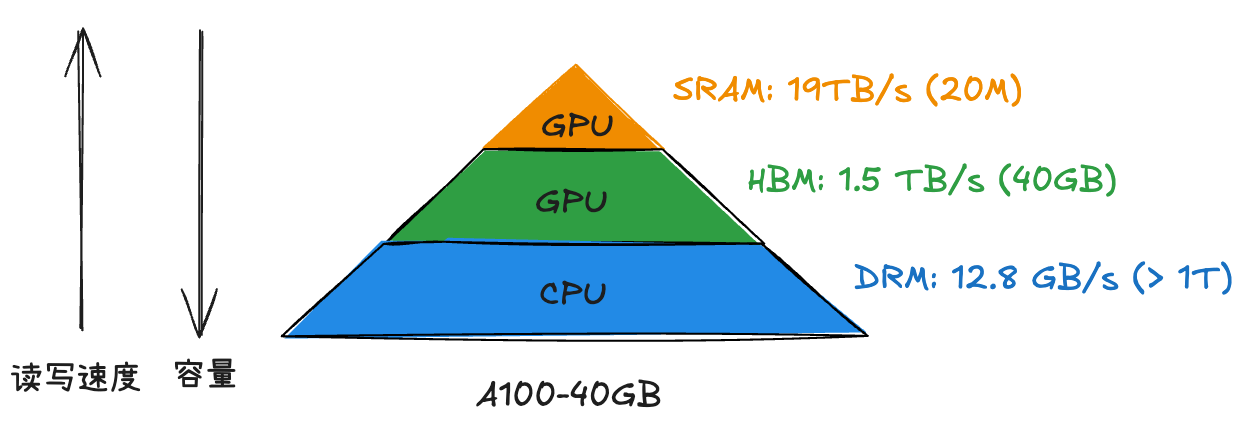 SRAM: 19TB/s (20M)
GPU
HBM: 1.5 TB/s (40GB)
GPU
DRM: 12.8 GB/s (> 1T)
CPU
读写速度
容量
A100-40GB